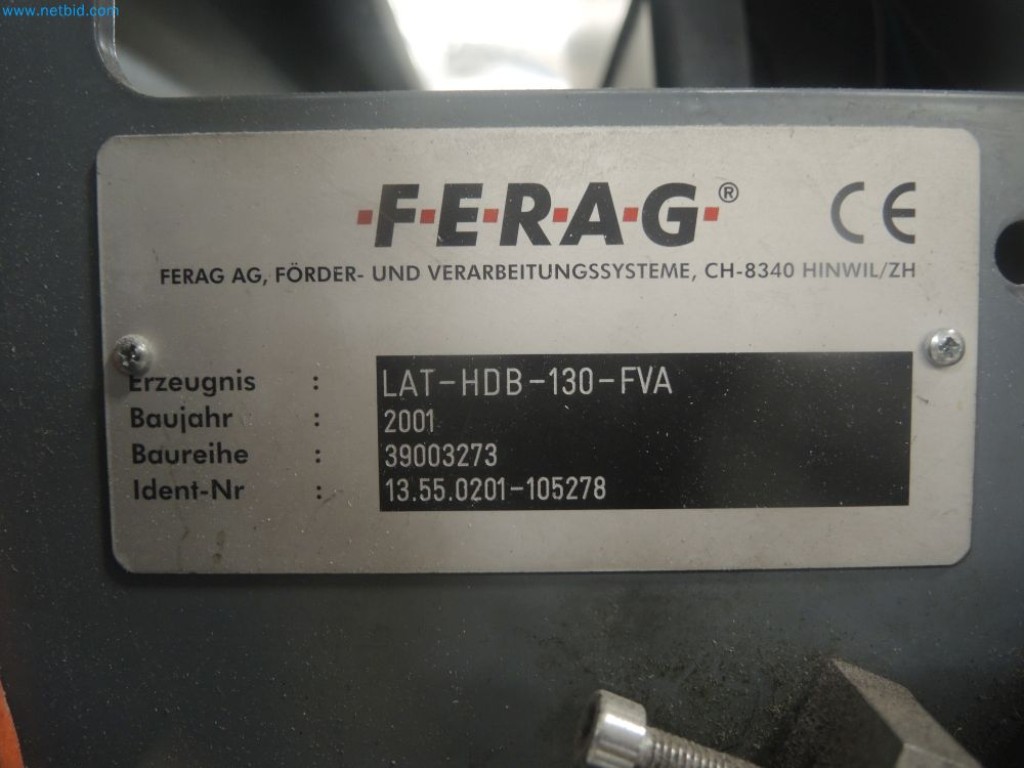 www.netbid.com
·F·E·R·A·G·® CE
FERAG AG, FÖRDER- UND VERARBEITUNGSSYSTEME, CH-8340 HINWIL/ZH
Erzeugnis : LAT-HDB-130-FVA
Baujahr : 2001
Baureihe : 39003273
Ident-Nr : 13.55.0201-105278